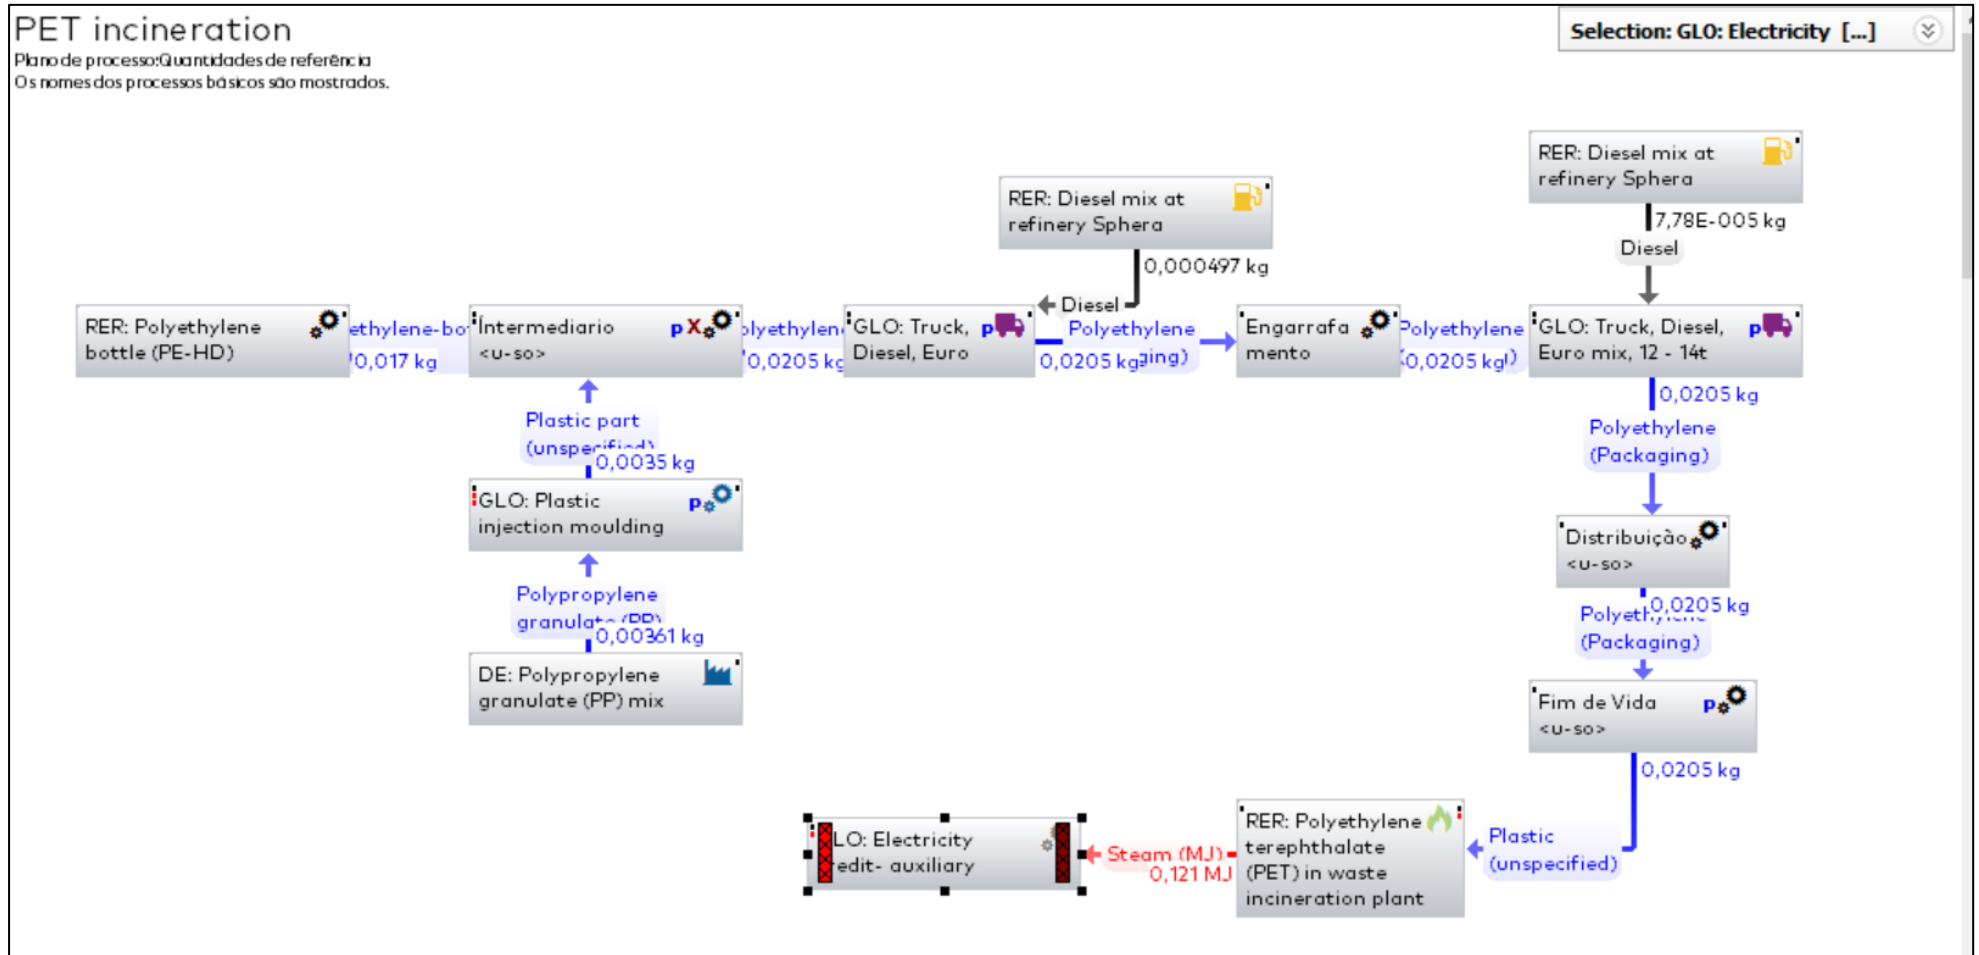 PET incineration
Plano de processo:Quantidades de referência
Os nomes dos processos básicos são mostrados.
Selection: GLO: Electricity [...]
RER: Diesel mix at
refinery Sphera
7,78E-005 kg
Diesel
RER: Diesel mix at
refinery Sphera
0,000497 kg
Diesel
RER: Polyethylene
bottle (PE-HD)
0,017 kg
Íntermediario
<u-so>
pX
0,0205 kg
GLO: Truck,
Diesel, Euro
p
Polyethylene
0,0205 kg
Engarrafa
mento
Polyethylene
0,0205 kg
GLO: Truck, Diesel,
Euro mix, 12 - 14t
p
0,0205 kg
Polyethylene
(Packaging)
Distribuição
<u-so>
0,0205 kg
(Packaging)
Fim de Vida
<u-so>
p
0,0205 kg
Plastic
(unspecified)
RER: Polyethylene
terephthalate
(PET) in waste
incineration plant
Steam (MJ)
0,121 MJ
LO: Electricity
edit- auxiliary
Plastic part
(unspecified)
0,0035 kg
GLO: Plastic
injection moulding
p
Polypropylene
granulate (PP)
0,00361 kg
DE: Polypropylene
granulate (PP) mix